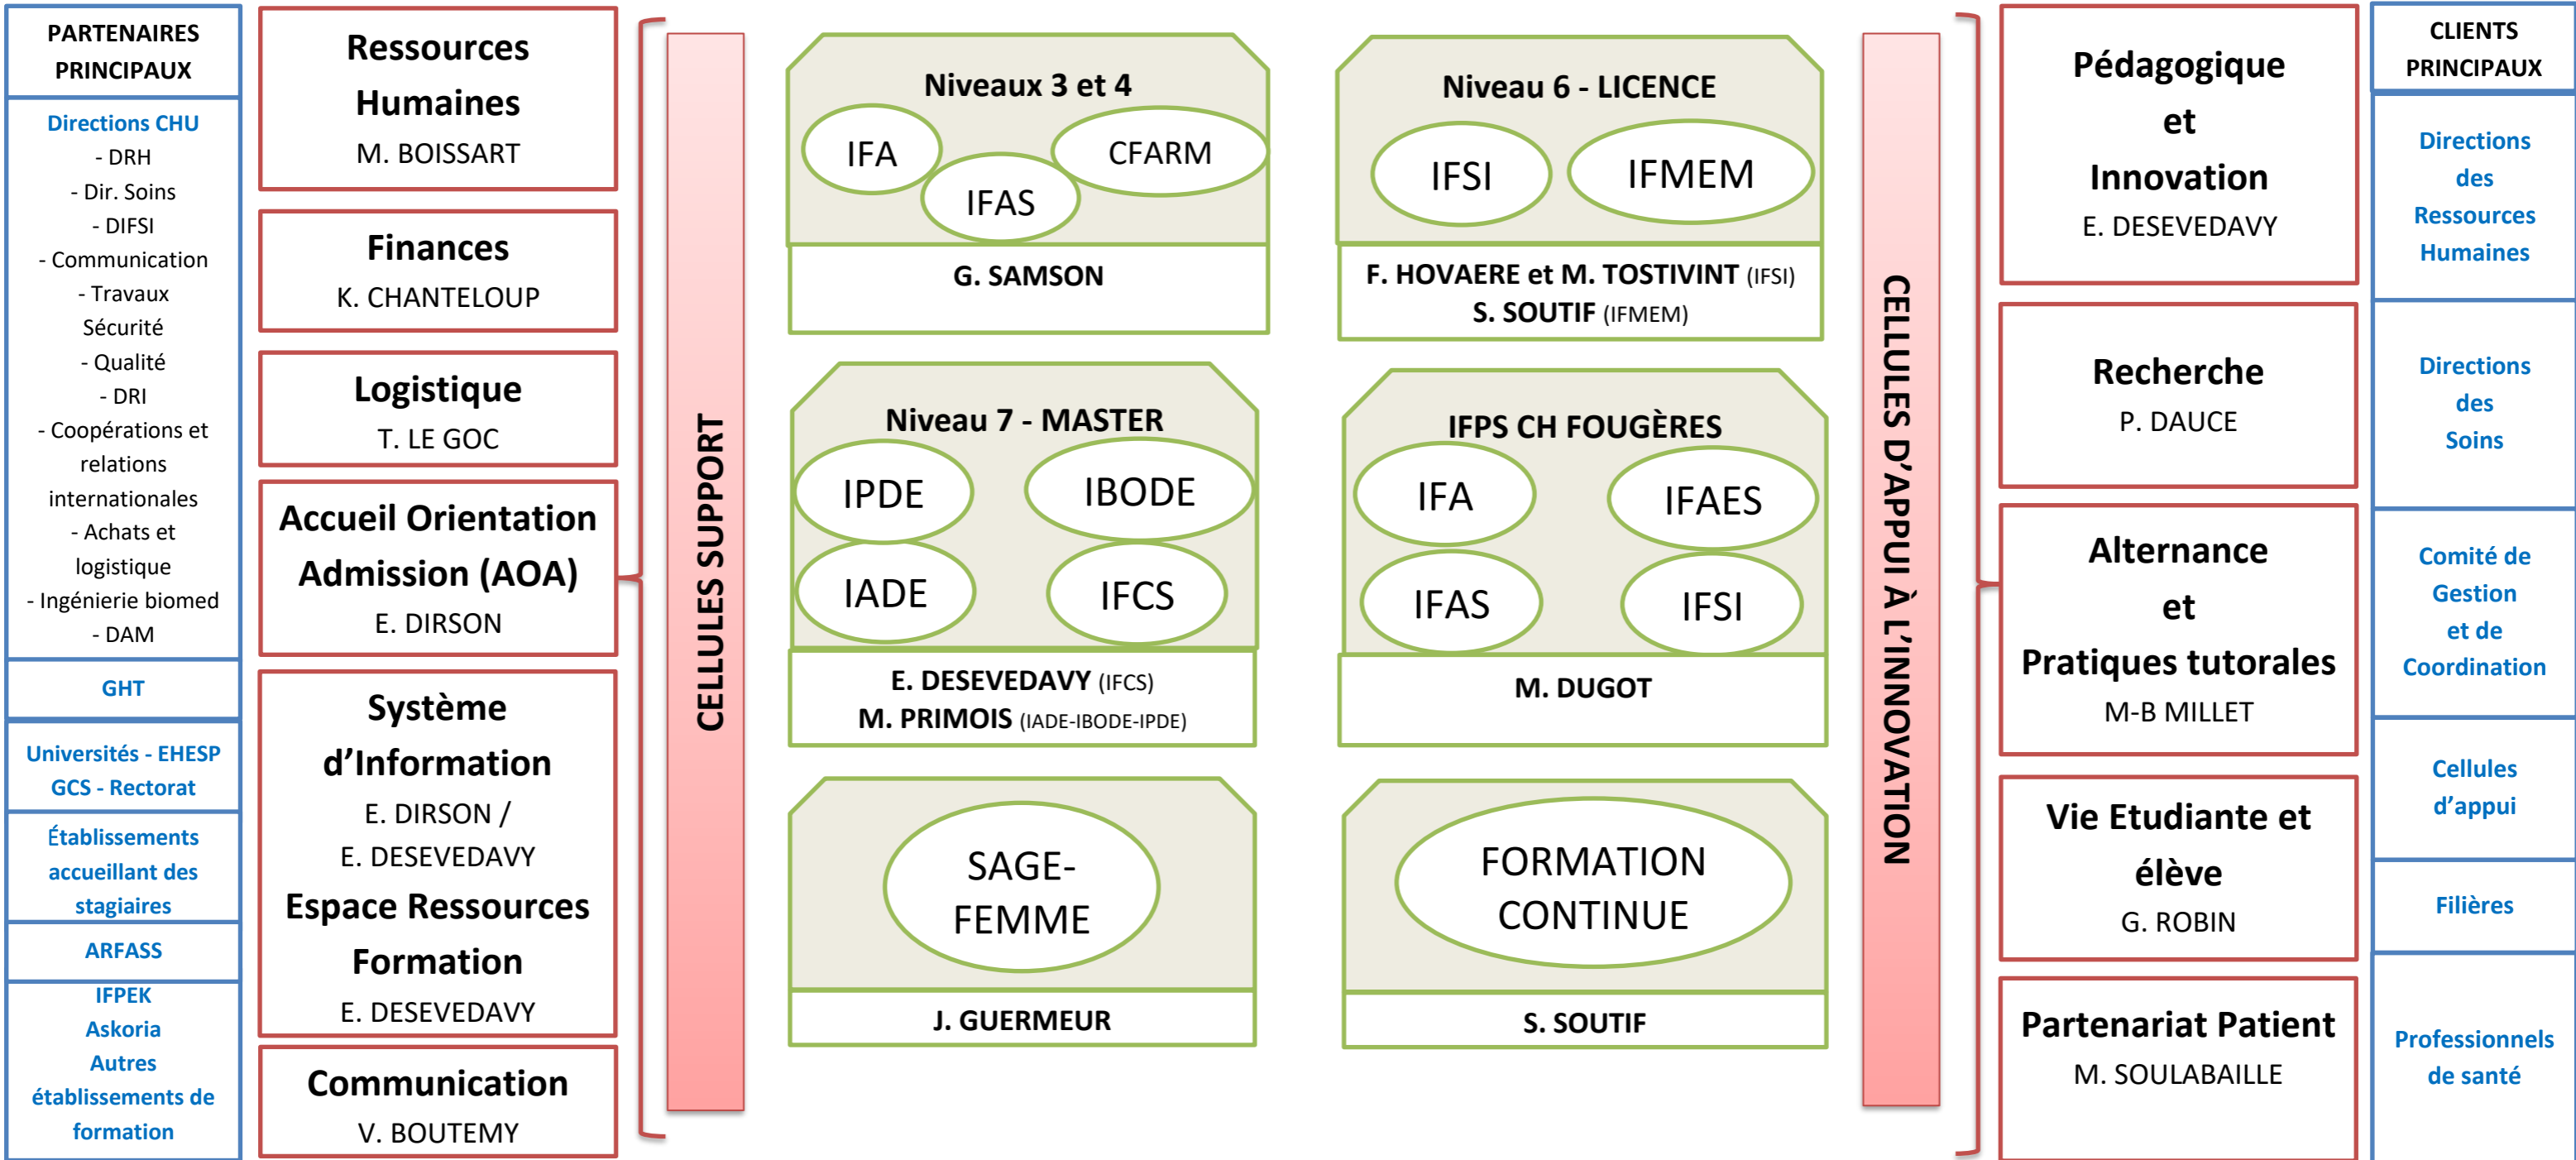 PARTENAIRES
PRINCIPAUX
Directions CHU
- DRH
- Dir. Soins
- DIFSI
- Communication
- Travaux
Sécurité
- Qualité
- DRI
- Coopérations et
relations
internationales
- Achats et
logistique
- Ingénierie biomed
- DAM
GHT
Universités - EHESP
GCS - Rectorat
Établissements
accueillant des
stagiaires
ARFASS
IFPEK
Askoria
Autres
établissements de
formation
Ressources
Humaines
M. BOISSART
Finances
K. CHANTELOUP
Logistique
T. LE GOC
Accueil Orientation
Admission (AOA)
E. DIRSON
Système
d’Information
E. DIRSON /
E. DESEVEDAVY
Espace Ressources
Formation
E. DESEVEDAVY
Communication
V. BOUTEMY
CELLULES SUPPORT
Niveaux 3 et 4
IFA
CFARM
IFAS
G. SAMSON
Niveau 6 - LICENCE
IFSI
IFMEM
F. HOVAERE et M. TOSTIVINT (IFSI)
S. SOUTIF (IFMEM)
Niveau 7 - MASTER
IPDE
IBODE
IADE
IFCS
E. DESEVEDAVY (IFCS)
M. PRIMOIS (IADE-IBODE-IPDE)
IFPS CH FOUGÈRES
IFA
IFAES
IFAS
IFSI
M. DUGOT
SAGE-
FEMME
J. GUERMEUR
FORMATION
CONTINUE
S. SOUTIF
CELLULES D’APPUI À L’INNOVATION
Pédagogique
et
Innovation
E. DESEVEDAVY
Recherche
P. DAUCE
Alternance
et
Pratiques tutorales
M-B MILLET
Vie Etudiante et
élève
G. ROBIN
Partenariat Patient
M. SOULABAILLE
CLIENTS
PRINCIPAUX
Directions
des
Ressources
Humaines
Directions
des
Soins
Comité de
Gestion
et de
Coordination
Cellules
d’appui
Filières
Professionnels
de santé